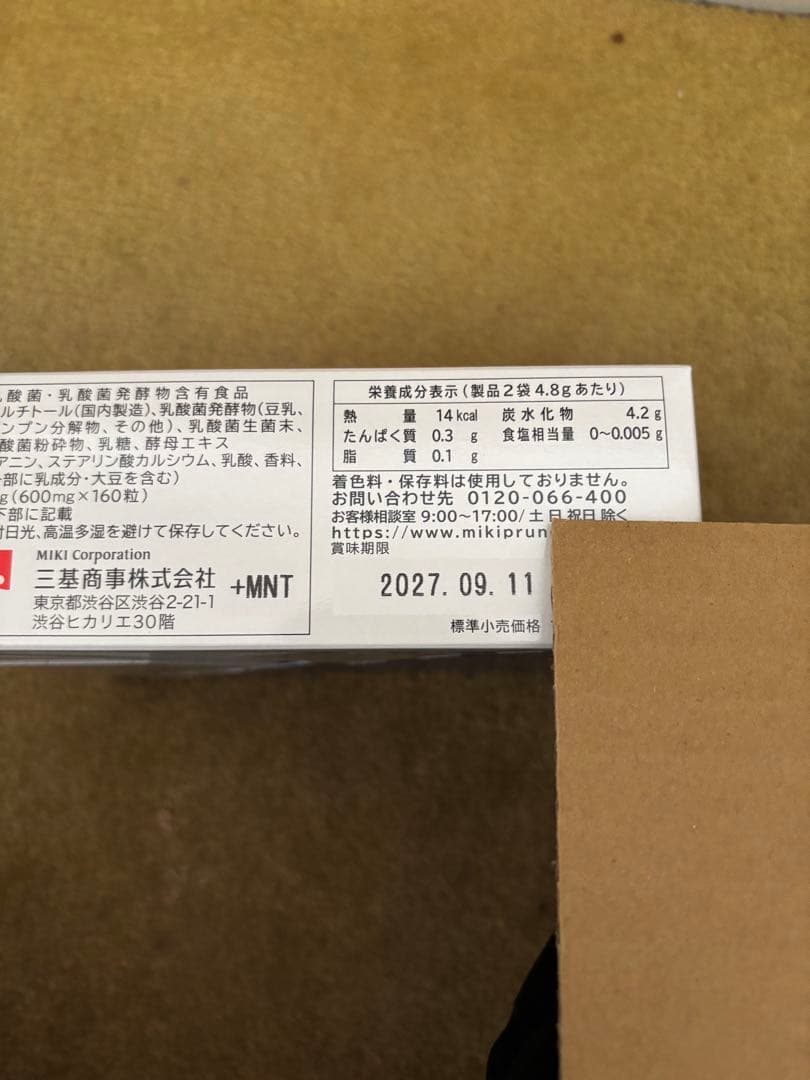 酸菌・乳酸菌発酵物含有食品
ルチトール(国内製造)、乳酸菌発酵物(豆乳、
ンプン分解物、その他)、乳酸菌生菌末、
酸菌粉砕物、乳糖、酵母エキス
アニン、ステアリン酸カルシウム、乳酸、香料、
部に乳成分・大豆を含む)
g(600mg×160粒)
下部に記載
日光、高温多湿を避けて保存してください。
MIKI Corporation
三基商事株式会社 +MNT
東京都渋谷区渋谷2-21-1
渋谷ヒカリエ30階
栄養成分表示(製品2袋4.8gあたり)
熱量 14kcal 炭水化物 4.2g
たんぱく質 0.3g 食塩相当量 0〜0.005g
脂質 0.1g
着色料・保存料は使用しておりません。
お問い合わせ先 0120-066-400
お客様相談室 9:00〜17:00/土 日 祝日 除く
https://www.mikiprun
賞味期限
2027.09.11
標準小売価格